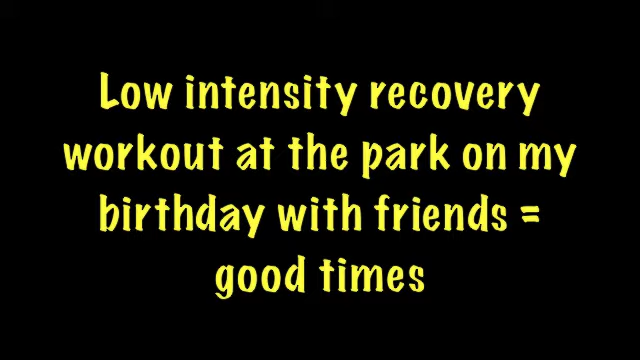 Low intensity recovery
workout at the park on my
birthday with friends =
good times